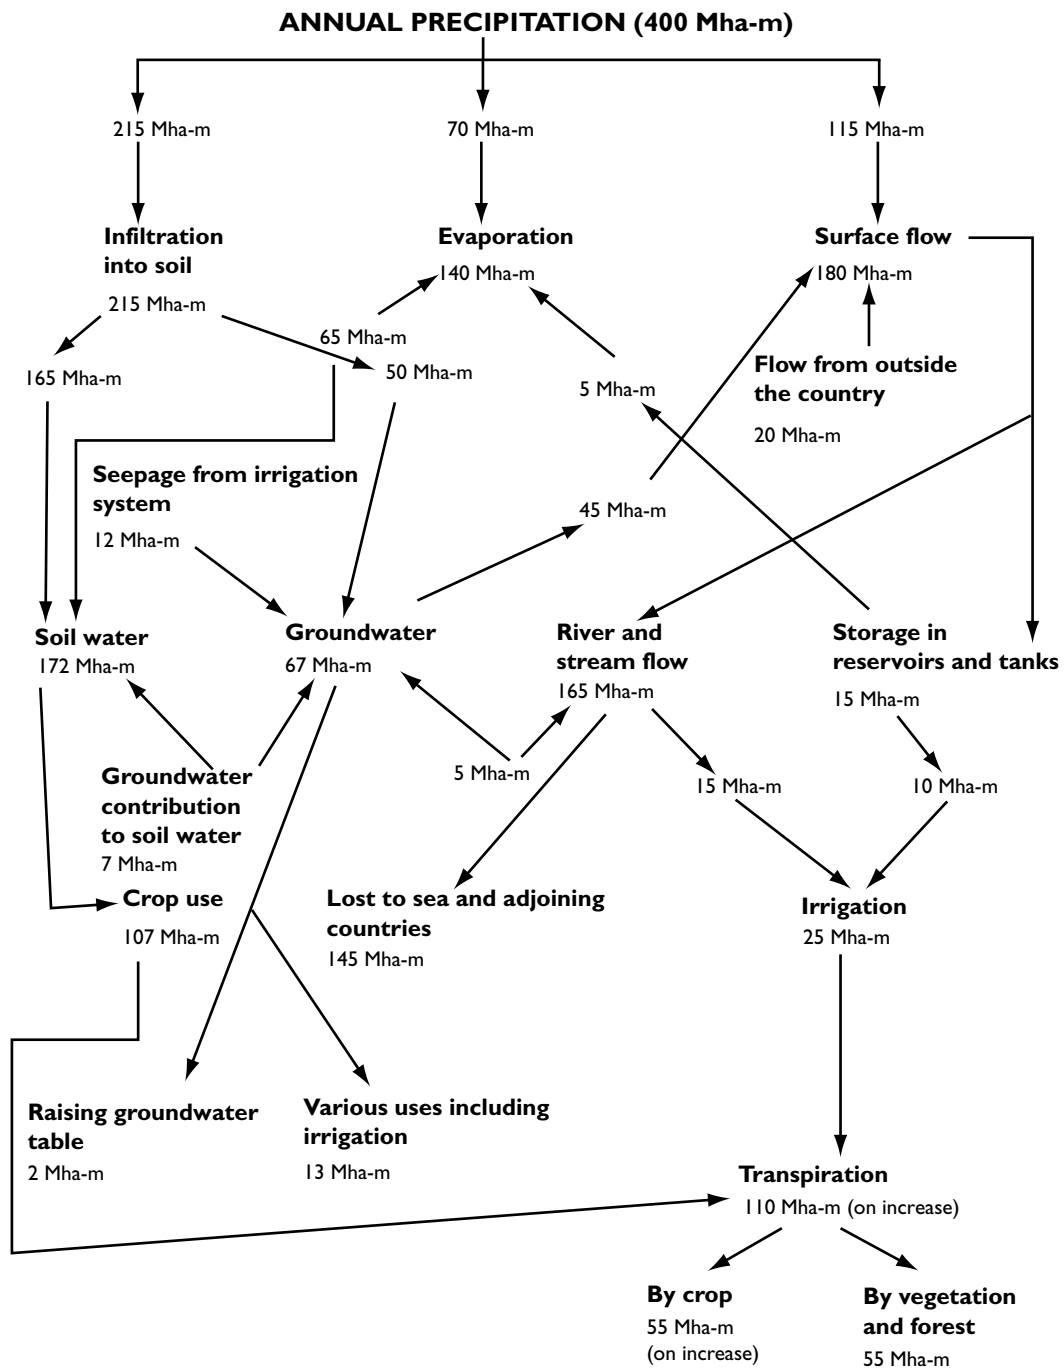 ANNUAL PRECIPITATION (400 Mha-m)
215 Mha-m
70 Mha-m
115 Mha-m
Infiltration
into soil
215 Mha-m
Evaporation
140 Mha-m
Surface flow
180 Mha-m
65 Mha-m
165 Mha-m
50 Mha-m
5 Mha-m
Flow from outside
the country
20 Mha-m
Seepage from irrigation
system
12 Mha-m
45 Mha-m
Soil water
172 Mha-m
Groundwater
67 Mha-m
River and
stream flow
165 Mha-m
Storage in
reservoirs and tanks
15 Mha-m
Groundwater
contribution
to soil water
7 Mha-m
5 Mha-m
15 Mha-m
10 Mha-m
Crop use
107 Mha-m
Lost to sea and adjoining
countries
145 Mha-m
Irrigation
25 Mha-m
Raising groundwater
table
2 Mha-m
Various uses including
irrigation
13 Mha-m
Transpiration
110 Mha-m (on increase)
By crop
55 Mha-m
(on increase)
By vegetation
and forest
55 Mha-m